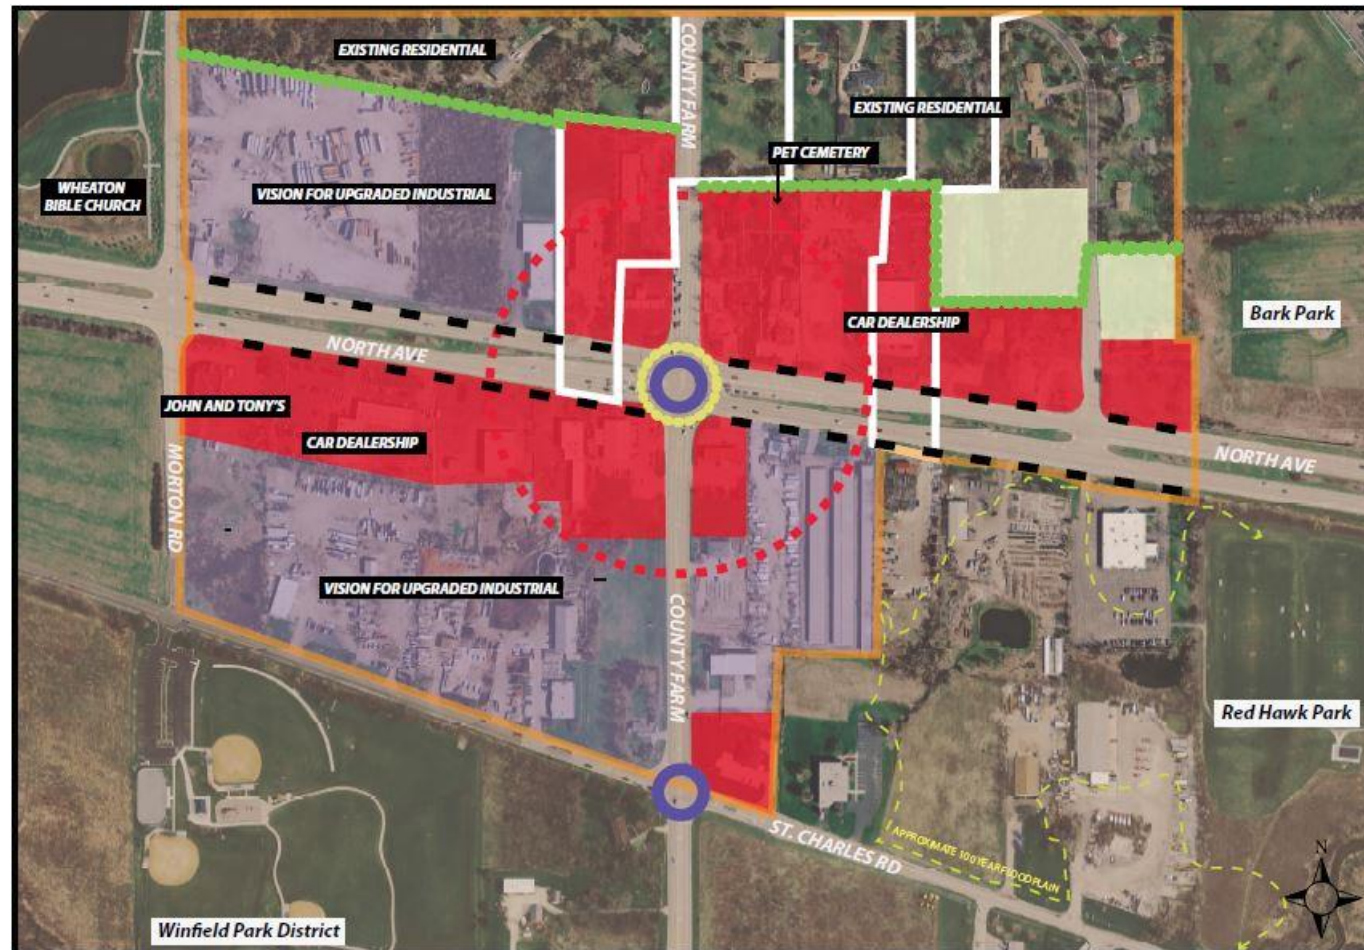 EXISTING RESIDENTIAL
COUNTY FARM
EXISTING RESIDENTIAL
PET CEMETERY
WHEATON
BIBLE CHURCH
VISION FOR UPGRADED INDUSTRIAL
Bark Park
CAR DEALERSHIP
NORTH AVE
JOHN AND TONY'S
CAR DEALERSHIP
NORTH AVE
MORTON RD
VISION FOR UPGRADED INDUSTRIAL
COUNTY FARM
Red Hawk Park
ST. CHARLES RD
APPROXIMATE 100 YEAR FLOOD PLAIN
N
Winfield Park District